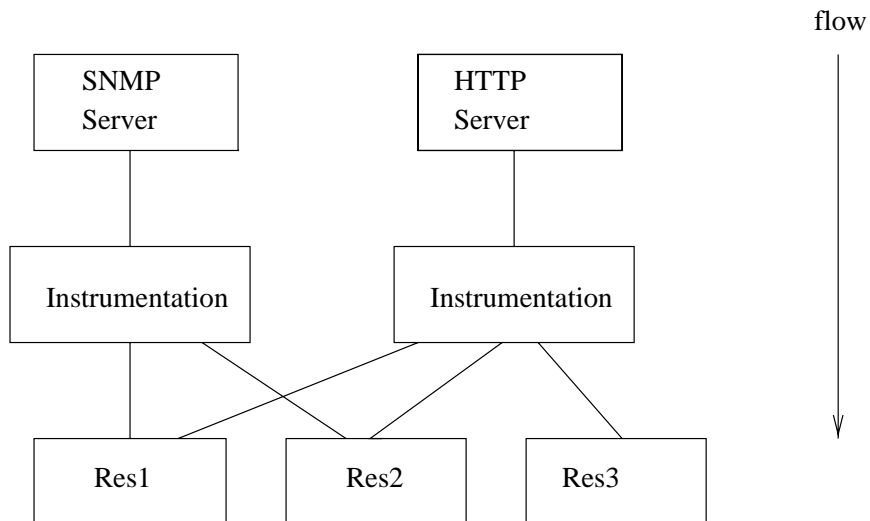 flow
SNMP
Server
HTTP
Server
Instrumentation
Instrumentation
Res1
Res2
Res3